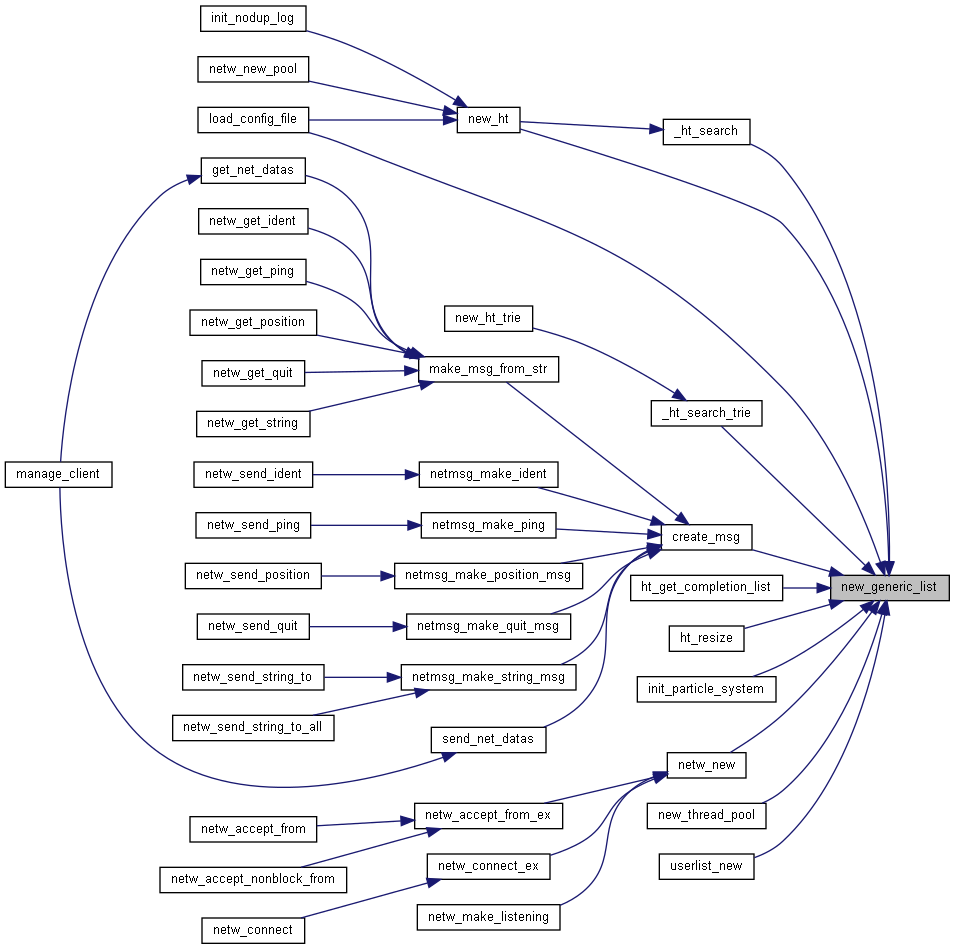 init_nodup_log
netw_new_pool
load_config_file
new_ht
_ht_search
get_net_datas
netw_get_ident
netw_get_ping
netw_get_position
new_ht_trie
netw_get_quit
make_msg_from_str
netw_get_string
_ht_search_trie
manage_client
netw_send_ident
netmsg_make_ident
netw_send_ping
netmsg_make_ping
create_msg
netw_send_position
netmsg_make_position_msg
ht_get_completion_list
new_generic_list
netw_send_quit
netmsg_make_quit_msg
ht_resize
netw_send_string_to
netmsg_make_string_msg
init_particle_system
netw_send_string_to_all
send_net_datas
netw_new
netw_accept_from
netw_accept_from_ex
new_thread_pool
netw_accept_nonblock_from
netw_connect_ex
userlist_new
netw_connect
netw_make_listening